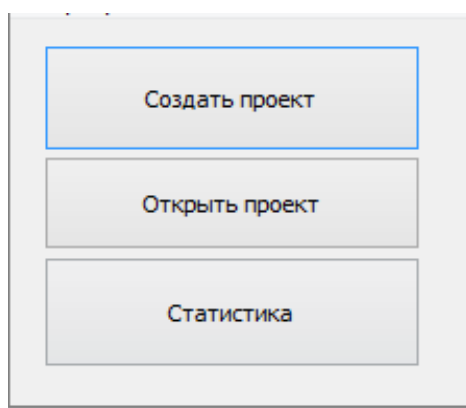 Создать проект
Открыть проект
Статистика